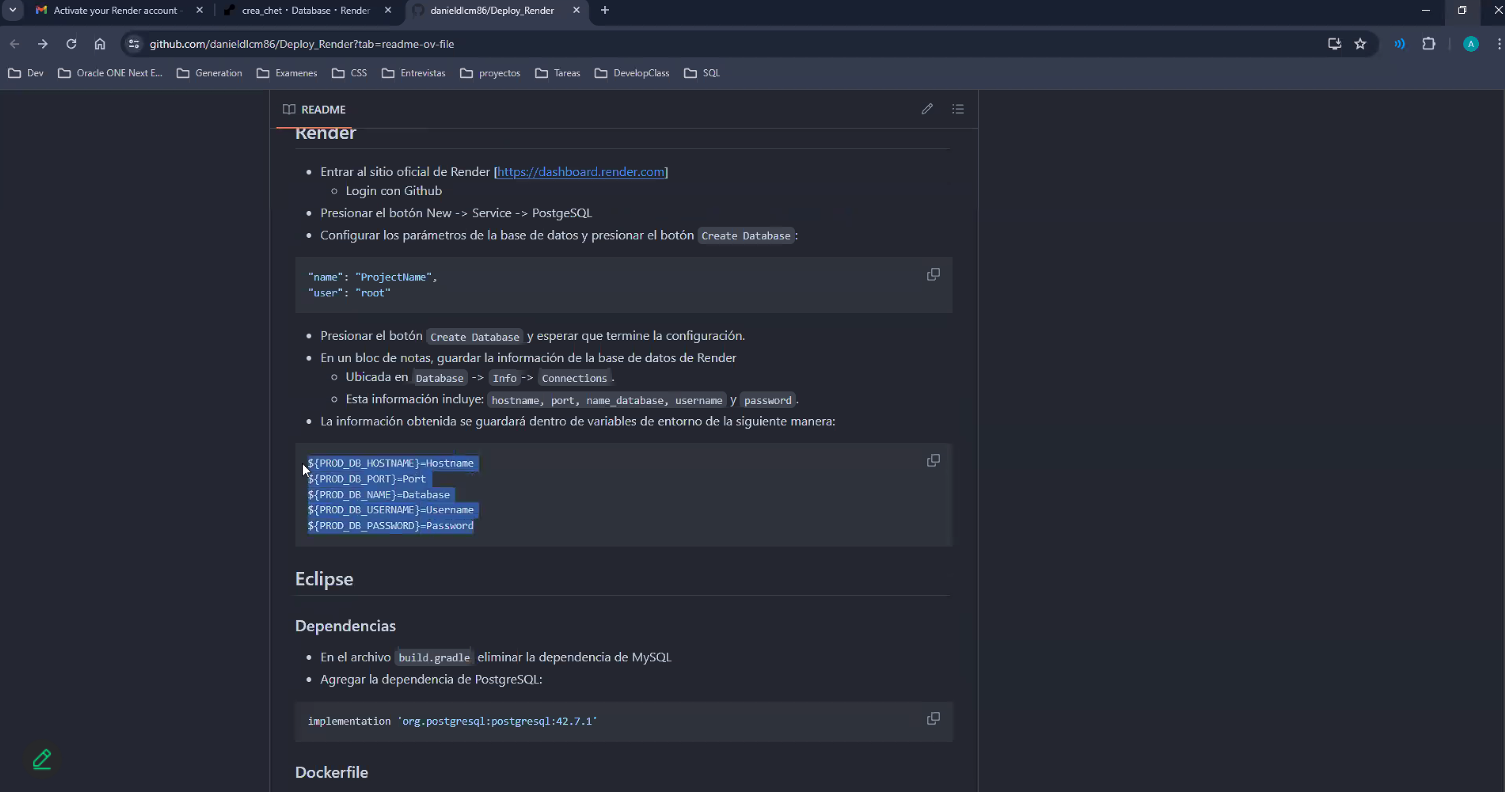 Activate your Render account
crea_chet · Database · Render
danieldlcm86/Deploy_Render
github.com/danieldlcm86/Deploy_Render?tab=readme-ov-file
A
Dev
Oracle ONE Next E...
Generation
Examenes
CSS
Entrevistas
proyectos
Tareas
DevelopClass
SQL
README
Render
Entrar al sitio oficial de Render [https://dashboard.render.com]
Login con Github
Presionar el botón New -> Service -> PostgeSQL
Configurar los parámetros de la base de datos y presionar el botón Create Database:
"name": "ProjectName",
"user": "root"
Presionar el botón Create Database y esperar que termine la configuración.
En un bloc de notas, guardar la información de la base de datos de Render
Ubicada en Database -> Info -> Connections.
Esta información incluye: hostname, port, name_database, username y password.
La información obtenida se guardará dentro de variables de entorno de la siguiente manera:
${PROD_DB_HOSTNAME}=Hostname
${PROD_DB_PORT}=Port
${PROD_DB_NAME}=Database
${PROD_DB_USERNAME}=Username
${PROD_DB_PASSWORD}=Password
Eclipse
Dependencias
En el archivo build.gradle eliminar la dependencia de MySQL
Agregar la dependencia de PostgreSQL:
implementation 'org.postgresql:postgresql:42.7.1'
Dockerfile